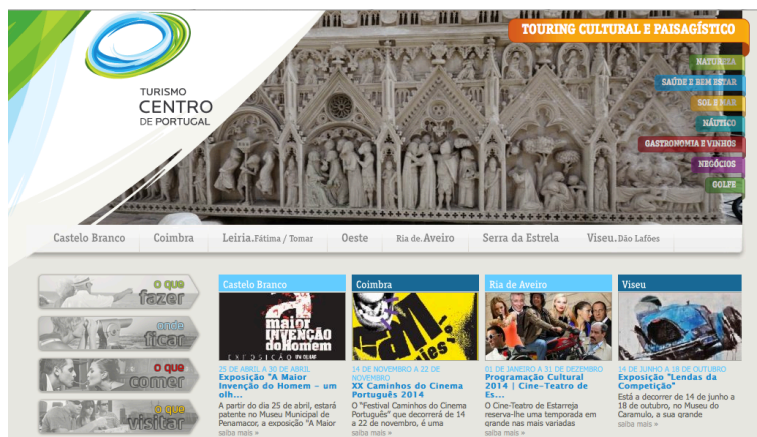 TOURING CULTURAL E PAISAGÍSTICO
NATUREZA
SAÚDE E BEM ESTAR
SOL E MAR
NÁUTICO
GASTRONOMIA E VINHOS
NEGÓCIOS
GOLFE
TURISMO
CENTRO
DE PORTUGAL
Castelo Branco Coimbra Leiria.Fátima / Tomar Oeste Ria de.Aveiro Serra da Estrela Viseu.Dão Lafões
o que
fazer
onde
ficar
o que
comer
o que
visitar
Castelo Branco
a maior
INVENÇÃO
do Homem
EXPOSIÇÃO
25 DE ABRIL A 30 DE ABRIL
Exposição "A Maior
Invenção do Homem - um
olh...
A partir do dia 25 de abril, estará
patente no Museu Municipal de
Penamacor, a exposição "A Maior
saiba mais »
Coimbra
14 DE NOVEMBRO A 22 DE
NOVEMBRO
XX Caminhos do Cinema
Português 2014
O "Festival Caminhos do Cinema
Português" que decorrerá de 14
a 22 de novembro, é uma
saiba mais »
Ria de Aveiro
01 DE JANEIRO A 31 DE DEZEMBRO
Programação Cultural
2014 | Cine-Teatro de
Es...
O Cine-Teatro de Estarreja
reserva-lhe uma temporada em
grande nas mais variadas
saiba mais »
Viseu
14 DE JUNHO A 18 DE OUTUBRO
Exposição "Lendas da
Competição"
Está a decorrer de 14 de junho a
18 de outubro, no Museu do
Caramulo, a sua grande
saiba mais »